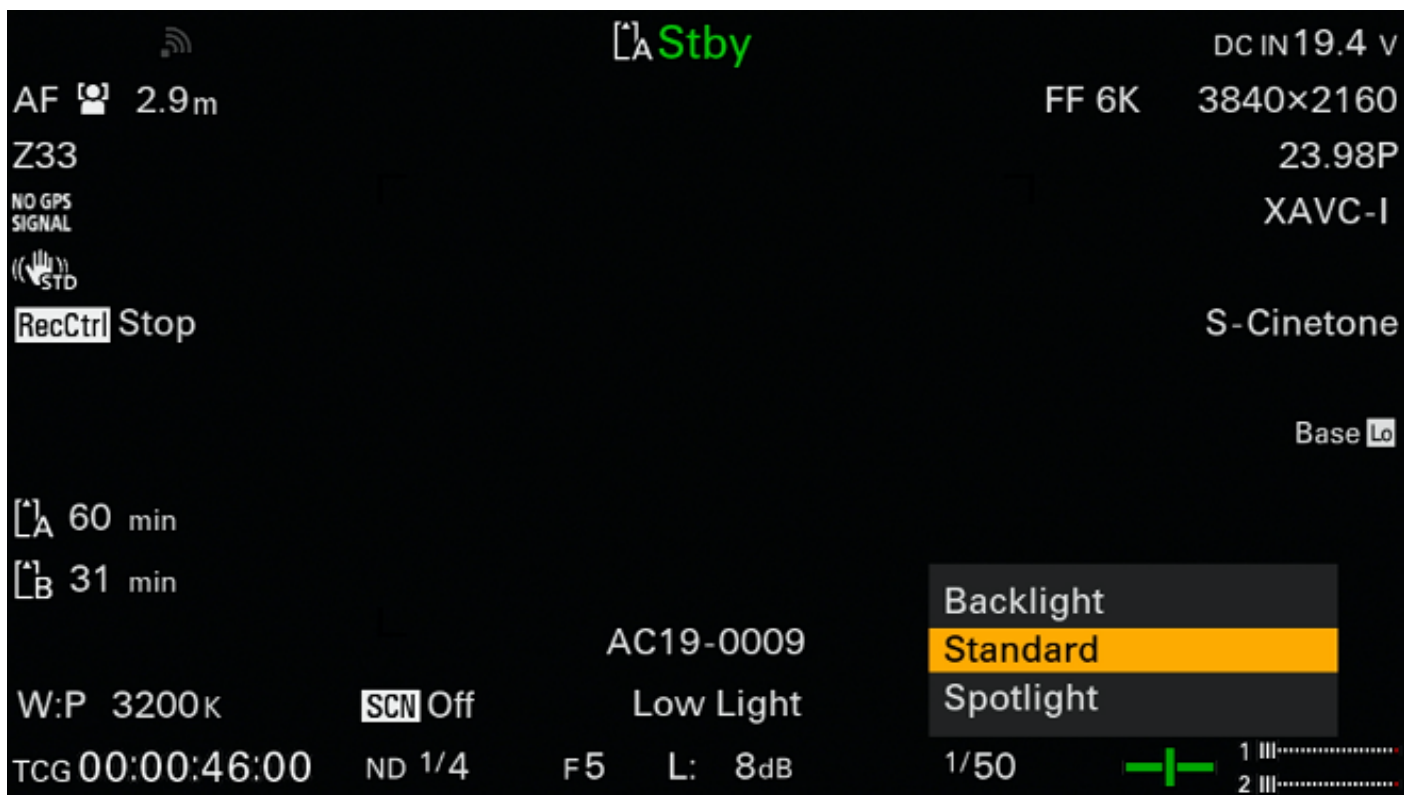 A Stby DC IN 19.4 V
AF 2.9 m FF 6K 3840×2160
Z33 23.98P
NO GPS
SIGNAL
XAVC-I
STD
RecCtrl Stop S-Cinetone
Base Lo
A 60 min
B 31 min
Backlight
AC19-0009 Standard
W:P 3200 K SCN Off Low Light Spotlight
TCG 00:00:46:00 ND 1/4 F5 L: 8dB 1/50 1
2